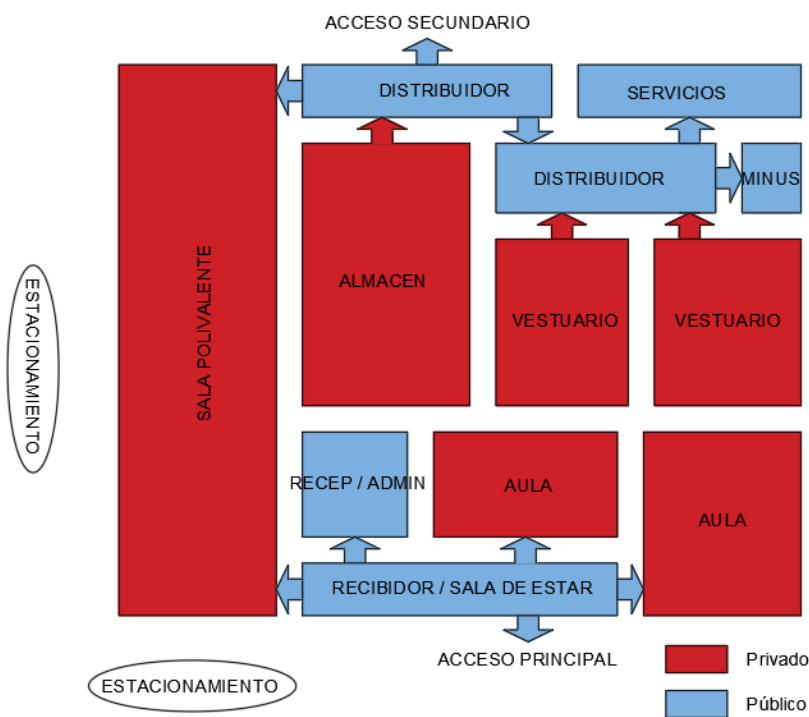 ACCESO SECUNDARIO
DISTRIBUIDOR
SERVICIOS
DISTRIBUIDOR
MINUS
SALA POLIVALENTE
ALMACEN
VESTUARIO
VESTUARIO
ESTACIONAMIENTO
RECEP / ADMIN
AULA
AULA
RECIBIDOR / SALA DE ESTAR
ACCESO PRINCIPAL
ESTACIONAMIENTO
Privado
Público